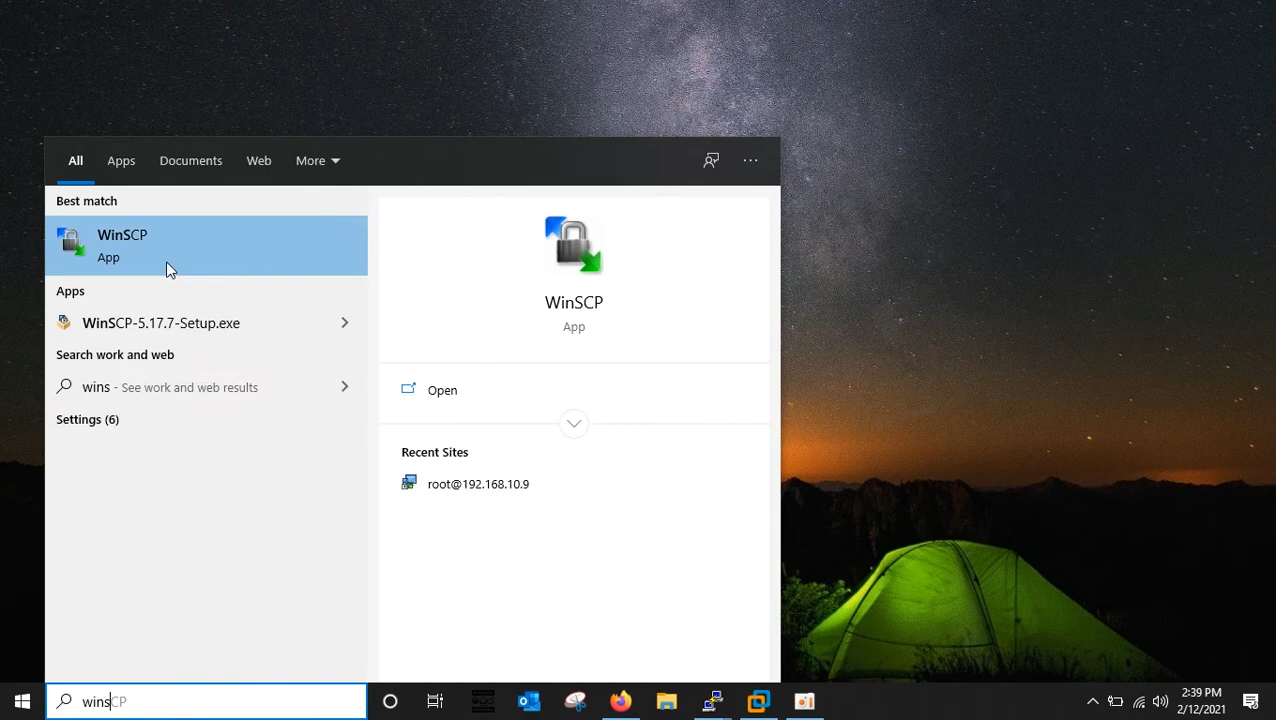 All Apps Documents Web More
Best match
WinSCP
App
Apps
WinSCP-5.17.7-Setup.exe
Search work and web
wins - See work and web results
Settings (6)
WinSCP
App
Open
Recent Sites
root@192.168.10.9
winsCP
2:39 PM
2/12/2021